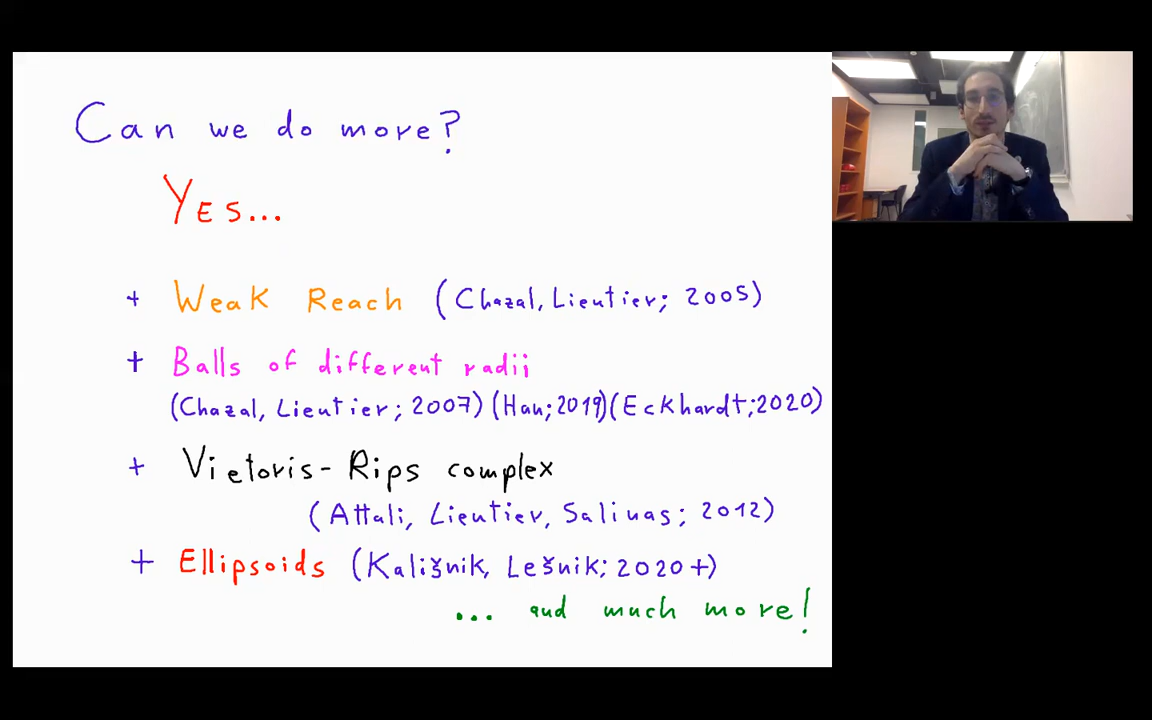 Can we do more?
YES...
+ Weak Reach (Chazal, Lieutier; 2005)
+ Balls of different radii
(Chazal, Lieutier; 2007) (Han; 2019) (Eckhardt; 2020)
+ Vietoris-Rips complex
(Attali, Lieutier, Salinas; 2012)
+ Ellipsoids (Kališnik, Lešnik; 2020+)
... and much more!